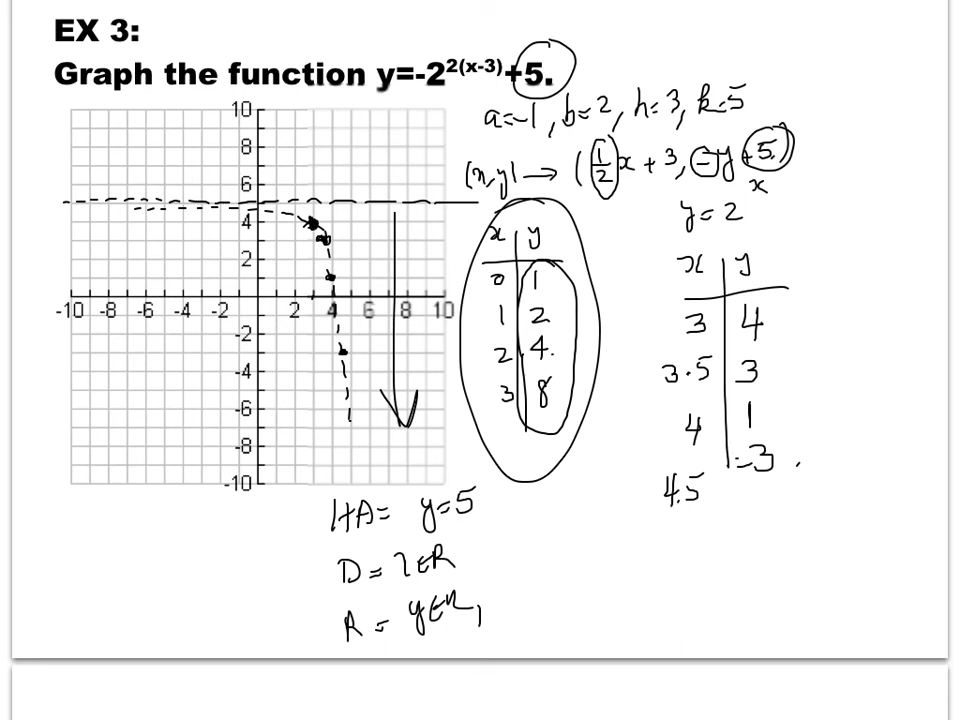 EX 3:
Graph the function y=-2^2(x-3)+5.
a=-1, b=2, h=3, k=5
(x,y) → (1/2 x + 3, -y + 5)
y = 2^x
x | y
0 | 1
1 | 2
2 | 4.
3 | 8
x | y
3 | 4
3.5 | 3
4 | 1
4.5 | -3
10
8
6
4
2
-10 -8 -6 -4 -2 2 4 6 8 10
-2
-4
-6
-8
-10
HA= y=5
D = x∈R
R = y∈R,